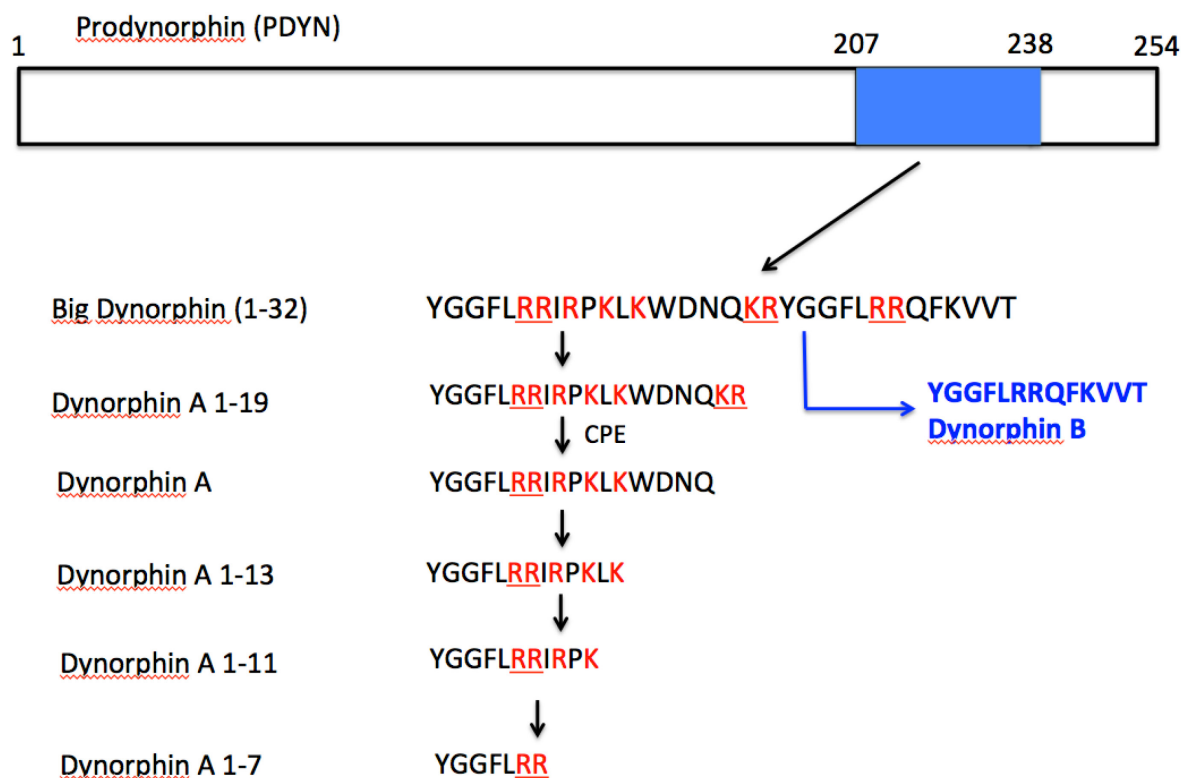 Prodynorphin (PDYN)
1 207 238 254
Big Dynorphin (1-32) YGGFLRRIRPKLKWDNQKRYGGFLRRQFKVVT
Dynorphin A 1-19 YGGFLRRIRPKLKWDNQKR
YGGFLRRQFKVVT
Dynorphin B
CPE
Dynorphin A YGGFLRRIRPKLKWDNQ
Dynorphin A 1-13 YGGFLRRIRPKLK
Dynorphin A 1-11 YGGFLRRIRPK
Dynorphin A 1-7 YGGFLRR